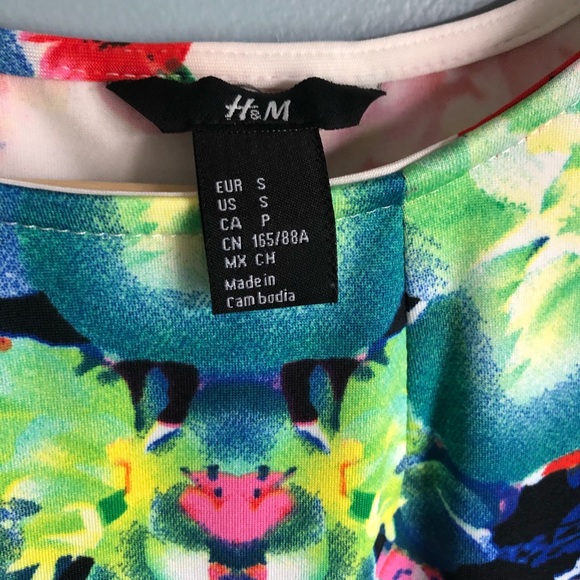 H&M
EUR S
US S
CA P
CN 165/88A
MX CH
Made in
Cambodia